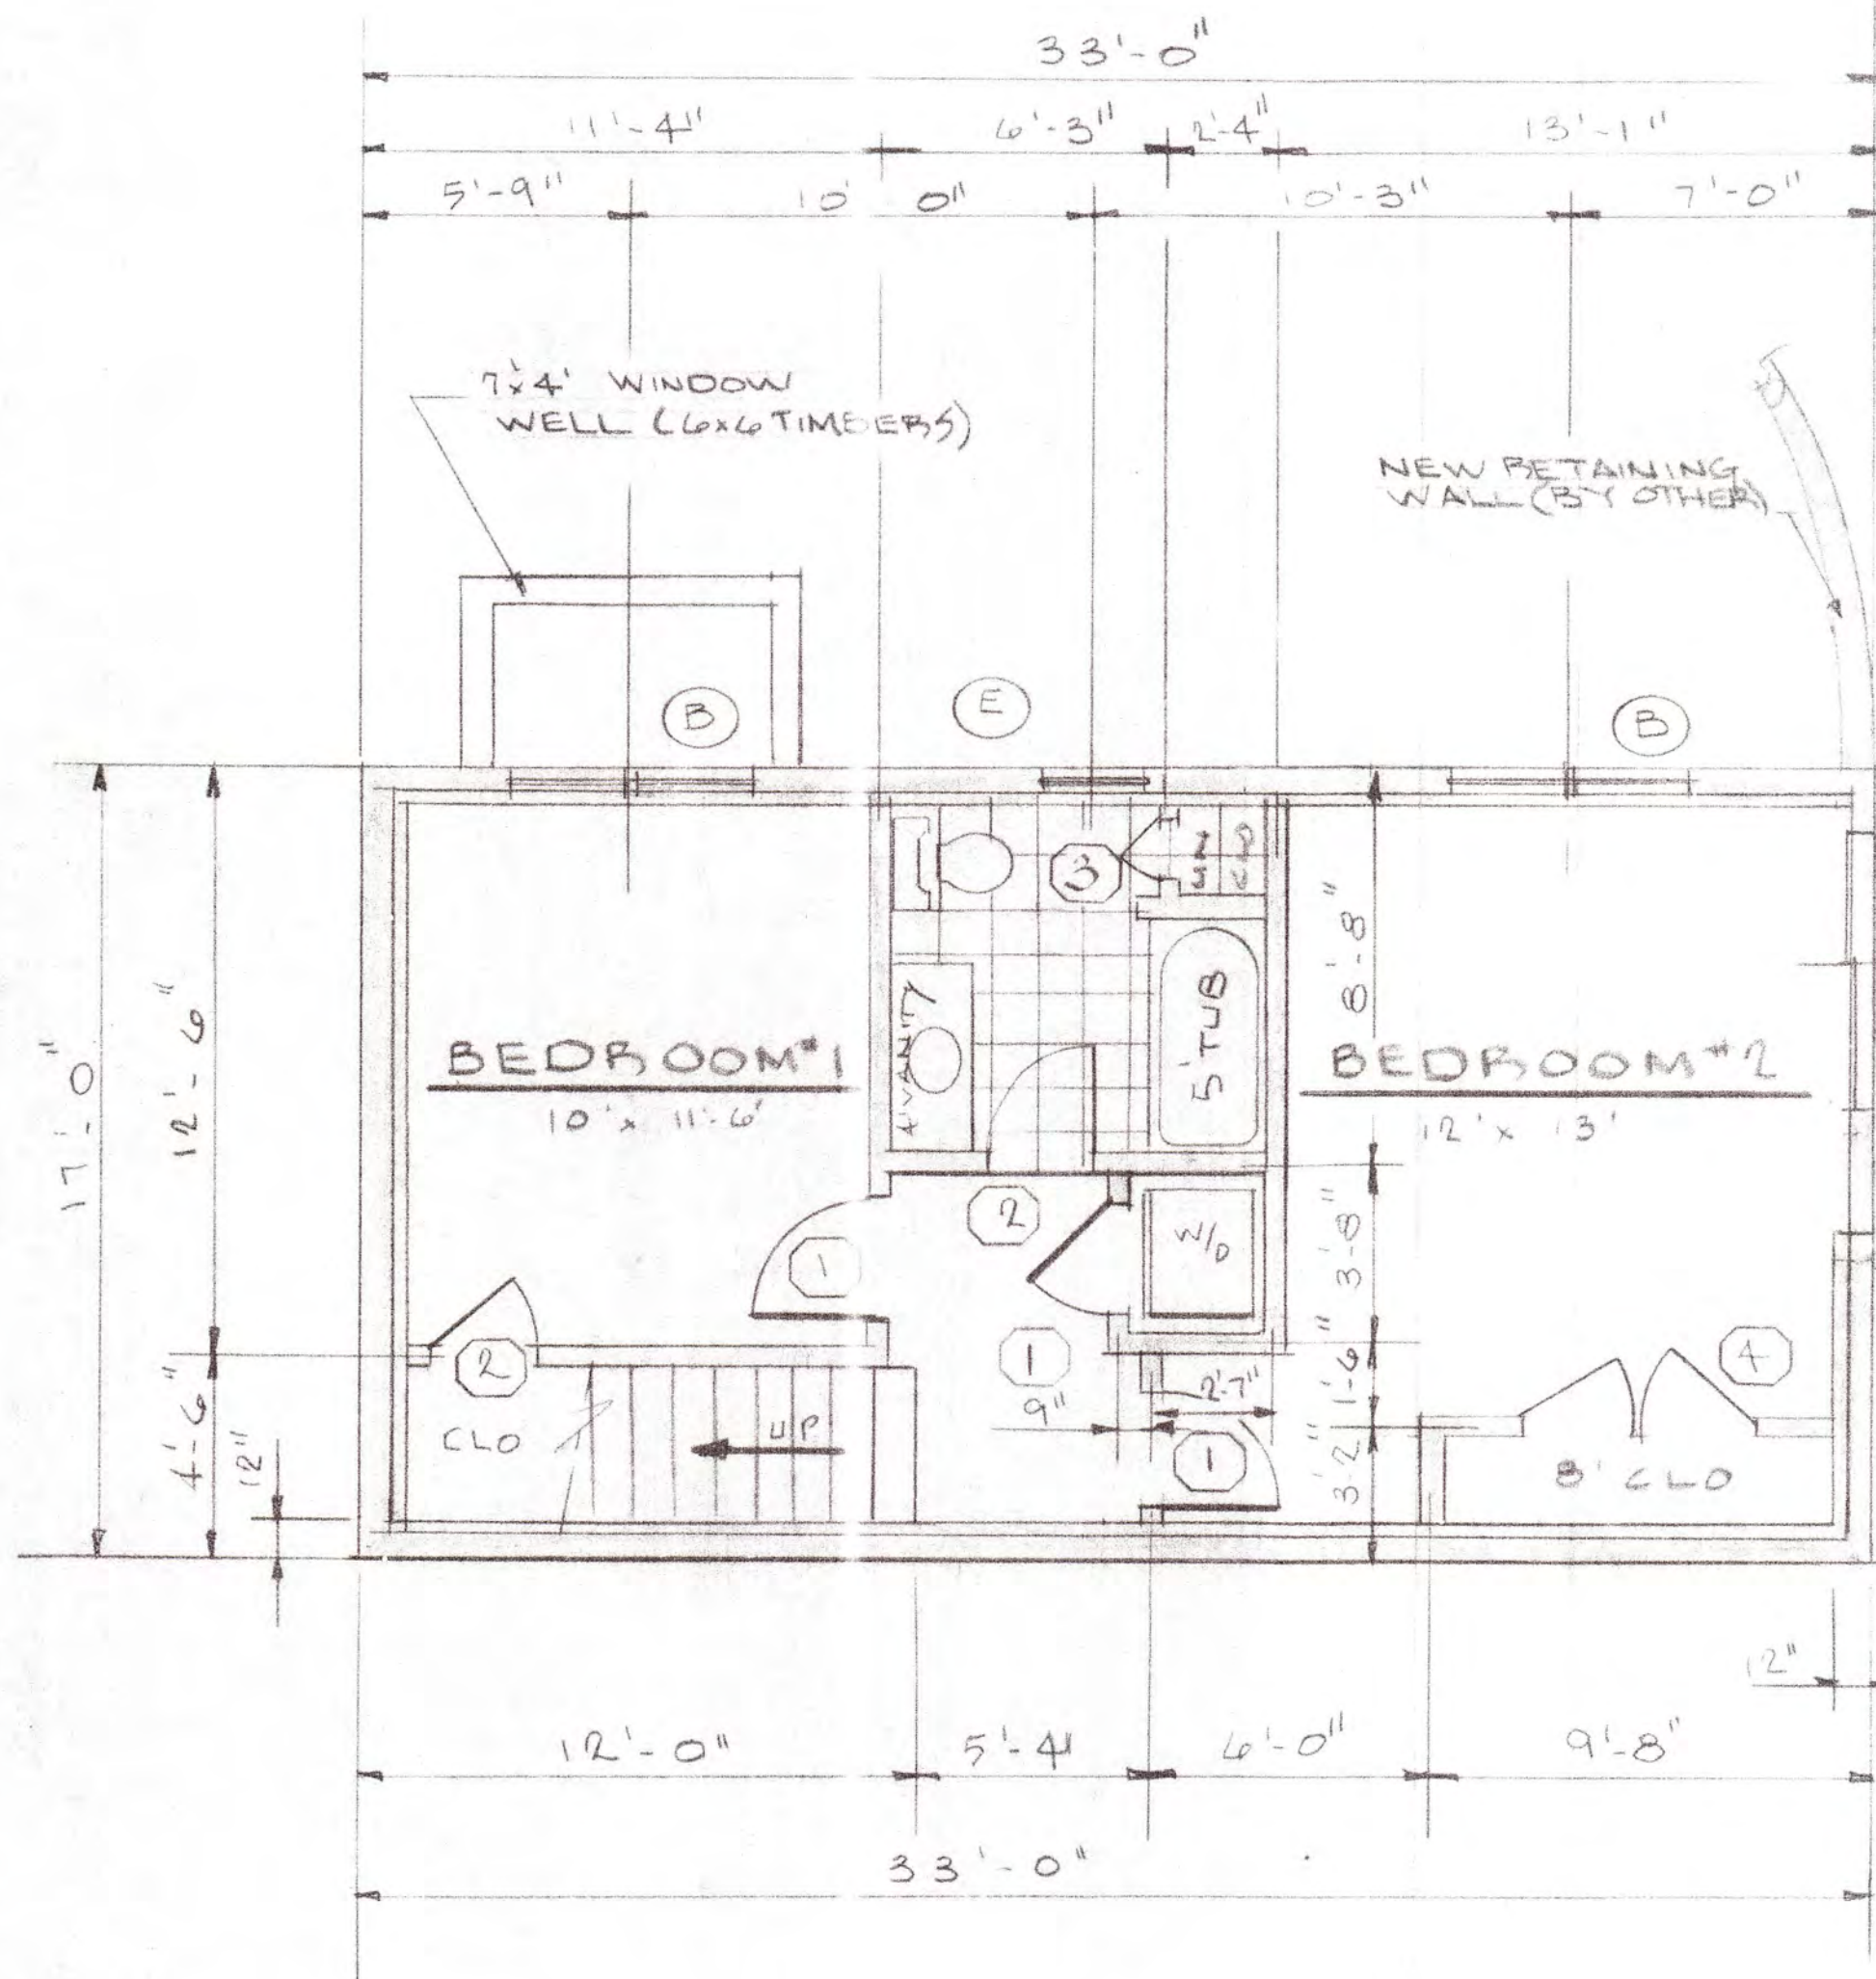 33'-0"
11'-4" 6'-3" 2'-4" 13'-1"
5'-9" 10' 0" 10'-3" 7'-0"
7'x4' WINDOW
WELL (6x6 TIMBERS)
NEW RETAINING
WALL (BY OTHER)
B
E
B
3
8'-8"
17'-0"
12'-6"
BEDROOM #1
10' x 11'-6'
4' VANITY
5' TUB
BEDROOM #2
12' x 13'
2
W/D
1
3'-8"
2
1
4
4'-6"
12"
CLO
UP
9"
2'-7"
1'-6"
1
3'-2"
8' CLO
12"
12'-0" 5'-4" 6'-0" 9'-8"
33'-0"